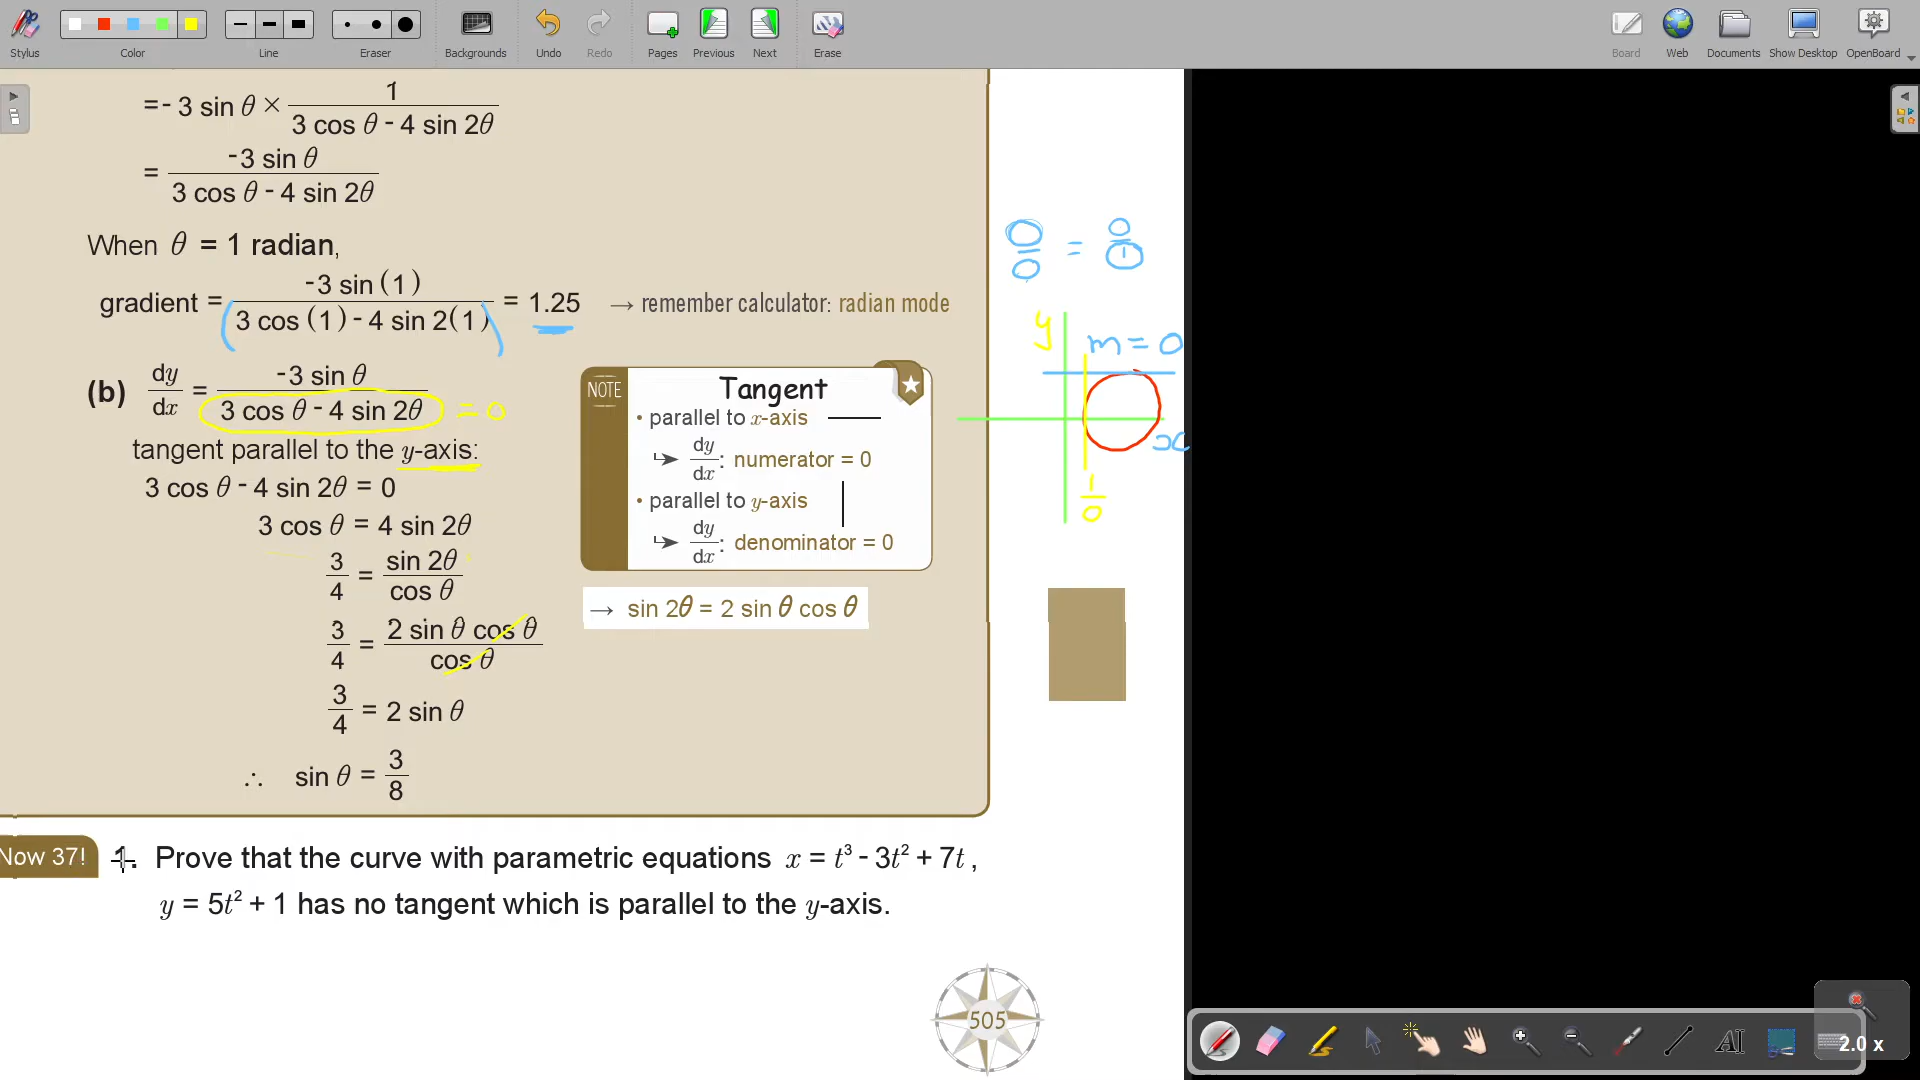 Stylus Color Line Eraser Backgrounds Undo Redo Pages Previous Next Erase Board Web Documents Show Desktop OpenBoard
= - 3 sin θ × 1 / (3 cos θ - 4 sin 2θ)
= -3 sin θ / (3 cos θ - 4 sin 2θ)
When θ = 1 radian,
gradient = -3 sin (1) / (3 cos (1) - 4 sin 2(1)) = 1.25 → remember calculator: radian mode
(b) dy/dx = -3 sin θ / (3 cos θ - 4 sin 2θ) = 0
tangent parallel to the y-axis:
3 cos θ - 4 sin 2θ = 0
3 cos θ = 4 sin 2θ
3/4 = sin 2θ / cos θ
3/4 = 2 sin θ cos θ / cos θ
3/4 = 2 sin θ
∴ sin θ = 3/8
NOTE
Tangent
• parallel to x-axis
dy/dx: numerator = 0
• parallel to y-axis
dy/dx: denominator = 0
→ sin 2θ = 2 sin θ cos θ
0/0 = 0/1
y
m = 0
x
1/0
Now 37! 1. Prove that the curve with parametric equations x = t³ - 3t² + 7t,
y = 5t² + 1 has no tangent which is parallel to the y-axis.
505
2.0 x